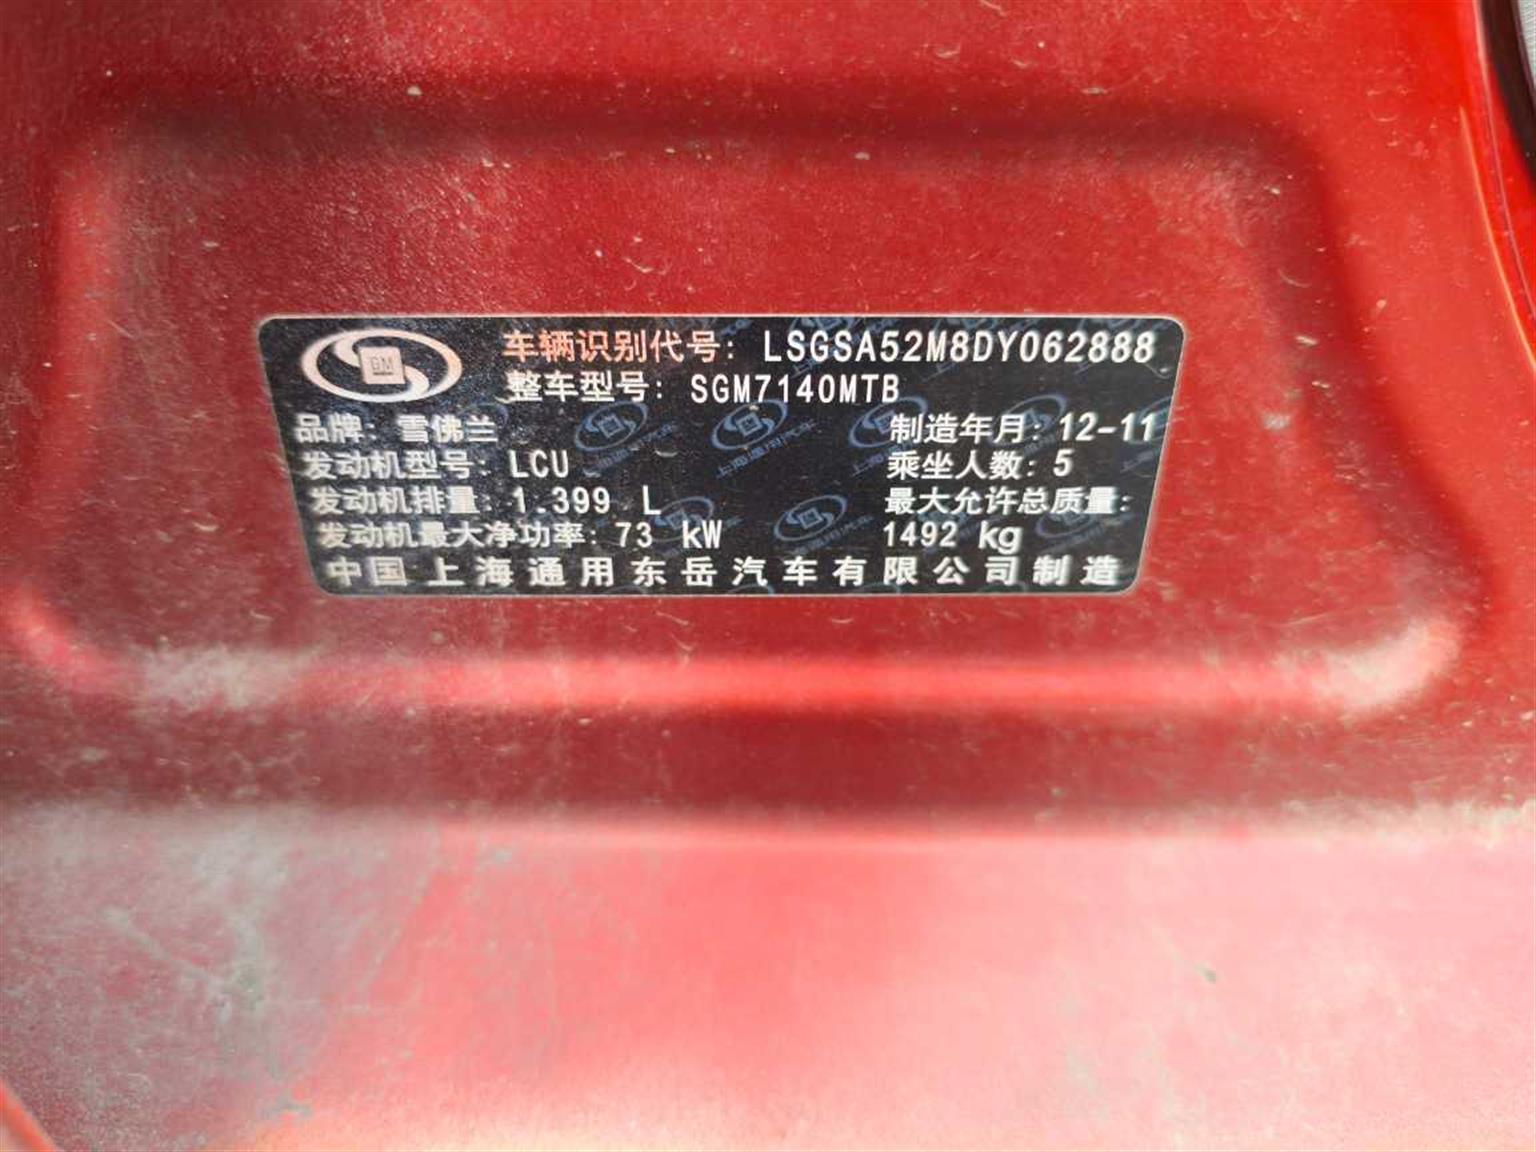 GM
车辆识别代号: LSGSA52M8DY062888
整车型号: SGM7140MTB
品牌: 雪佛兰
制造年月: 12-11
发动机型号: LCU
乘坐人数: 5
发动机排量: 1.399 L
最大允许总质量:
发动机最大净功率: 73 kW
1492 kg
中国上海通用东岳汽车有限公司制造